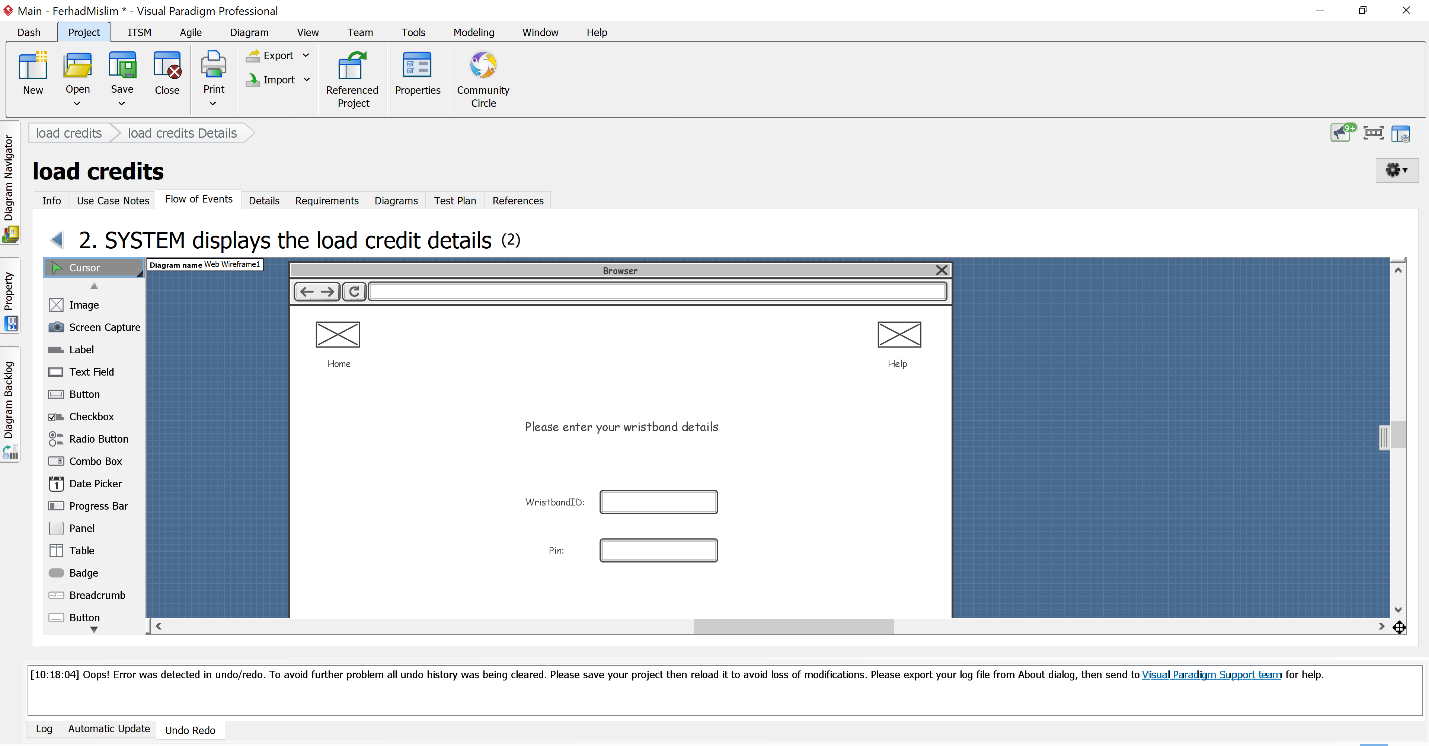 Main - FerhadMislim * - Visual Paradigm Professional
Dash Project ITSM Agile Diagram View Team Tools Modeling Window Help
New Open Save Close Print Export Import Referenced Project Properties Community Circle
load credits load credits Details
9+
load credits
Info Use Case Notes Flow of Events Details Requirements Diagrams Test Plan References
2. SYSTEM displays the load credit details (2)
Diagram Navigator
Property
Diagram Backlog
Cursor
Image
Screen Capture
Label
Text Field
Button
Checkbox
Radio Button
Combo Box
Date Picker
Progress Bar
Panel
Table
Badge
Breadcrumb
Button
Diagram name Web Wireframe1
Browser
Home Help
Please enter your wristband details
WristbandID:
Pin:
[10:18:04] Oops! Error was detected in undo/redo. To avoid further problem all undo history was being cleared. Please save your project then reload it to avoid loss of modifications. Please export your log file from About dialog, then send to Visual Paradigm Support team for help.
Log Automatic Update Undo Redo